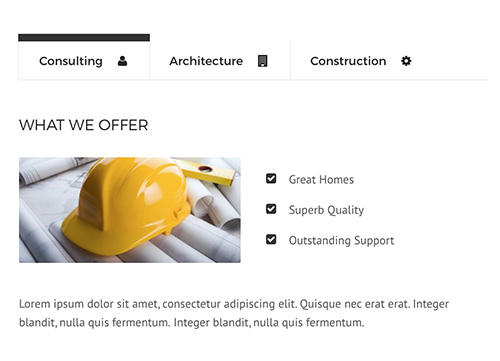 Consulting
Architecture
Construction
WHAT WE OFFER
Great Homes
Superb Quality
Outstanding Support
Lorem ipsum dolor sit amet, consectetur adipiscing elit. Quisque nec erat erat. Integer
blandit, nulla quis fermentum. Integer blandit, nulla quis fermentum.